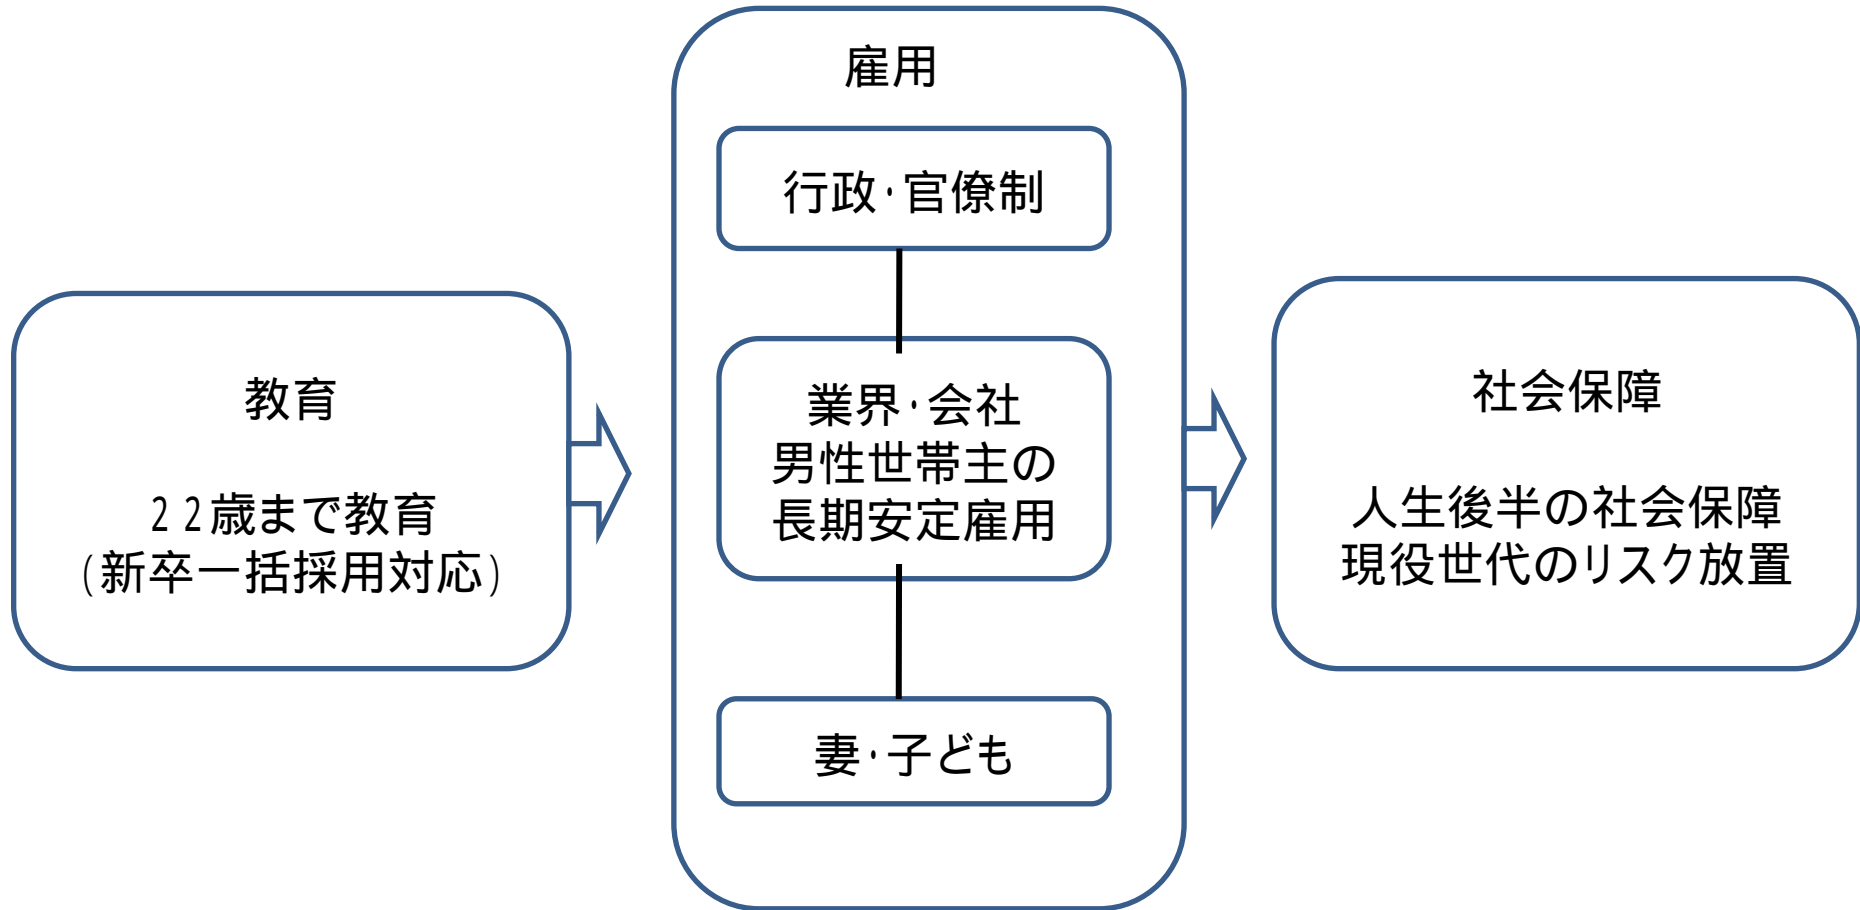 教育
22歳まで教育
(新卒一括採用対応)
雇用
行政・官僚制
業界・会社
男性世帯主の
長期安定雇用
妻・子ども
社会保障
人生後半の社会保障
現役世代のリスク放置